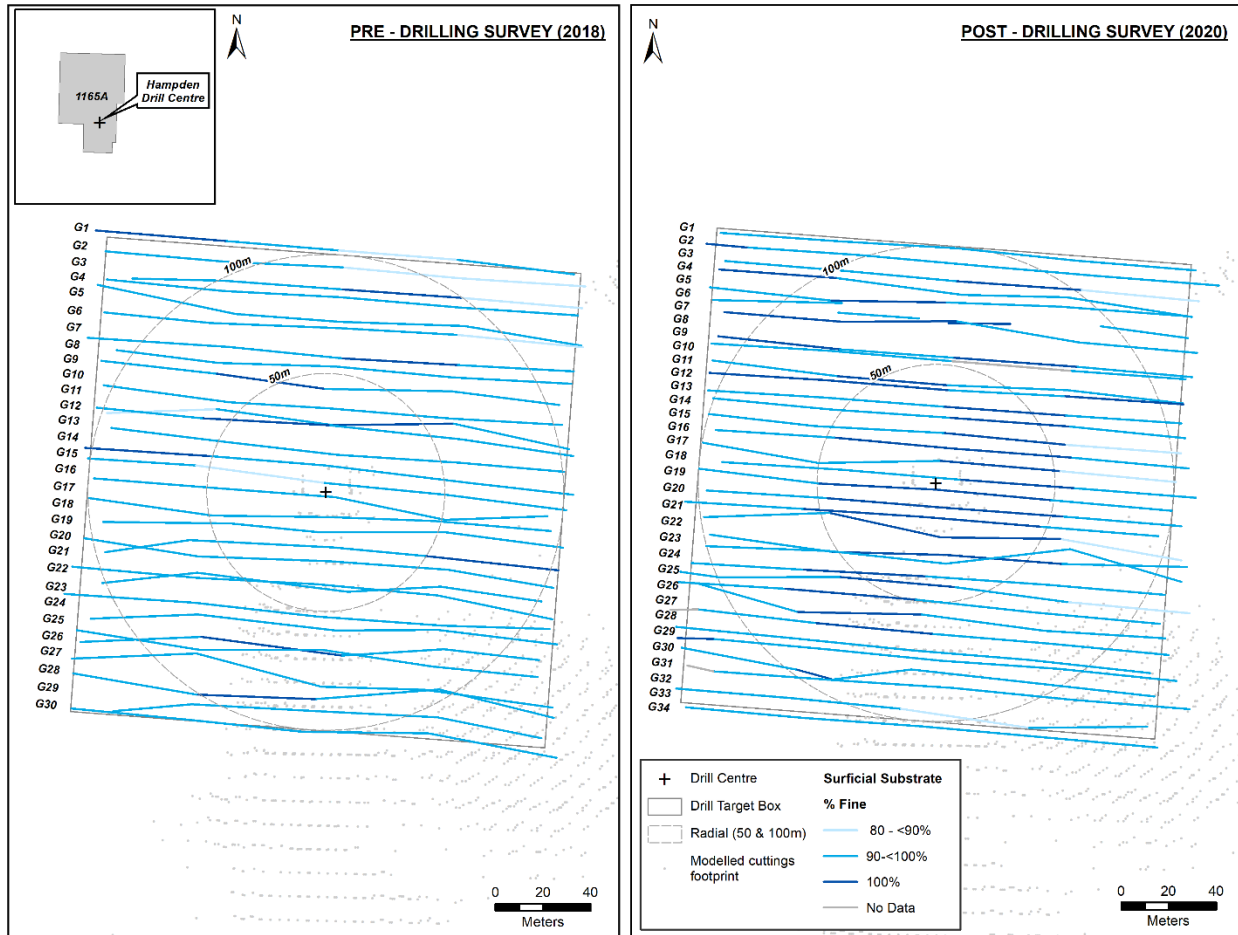 N
PRE - DRILLING SURVEY (2018)
1165A
Hampden
Drill Centre
G1
G2
G3
G4
G5
G6
G7
G8
G9
G10
G11
G12
G13
G14
G15
G16
G17
G18
G19
G20
G21
G22
G23
G24
G25
G26
G27
G28
G29
G30
100m
50m
0 20 40
Meters
N
POST - DRILLING SURVEY (2020)
G1
G2
G3
G4
G5
G6
G7
G8
G9
G10
G11
G12
G13
G14
G15
G16
G17
G18
G19
G20
G21
G22
G23
G24
G25
G26
G27
G28
G29
G30
G31
G32
G33
G34
100m
50m
Drill Centre
Drill Target Box
Radial (50 & 100m)
Modelled cuttings
footprint
Surficial Substrate
% Fine
80 - <90%
90-<100%
100%
No Data
0 20 40
Meters